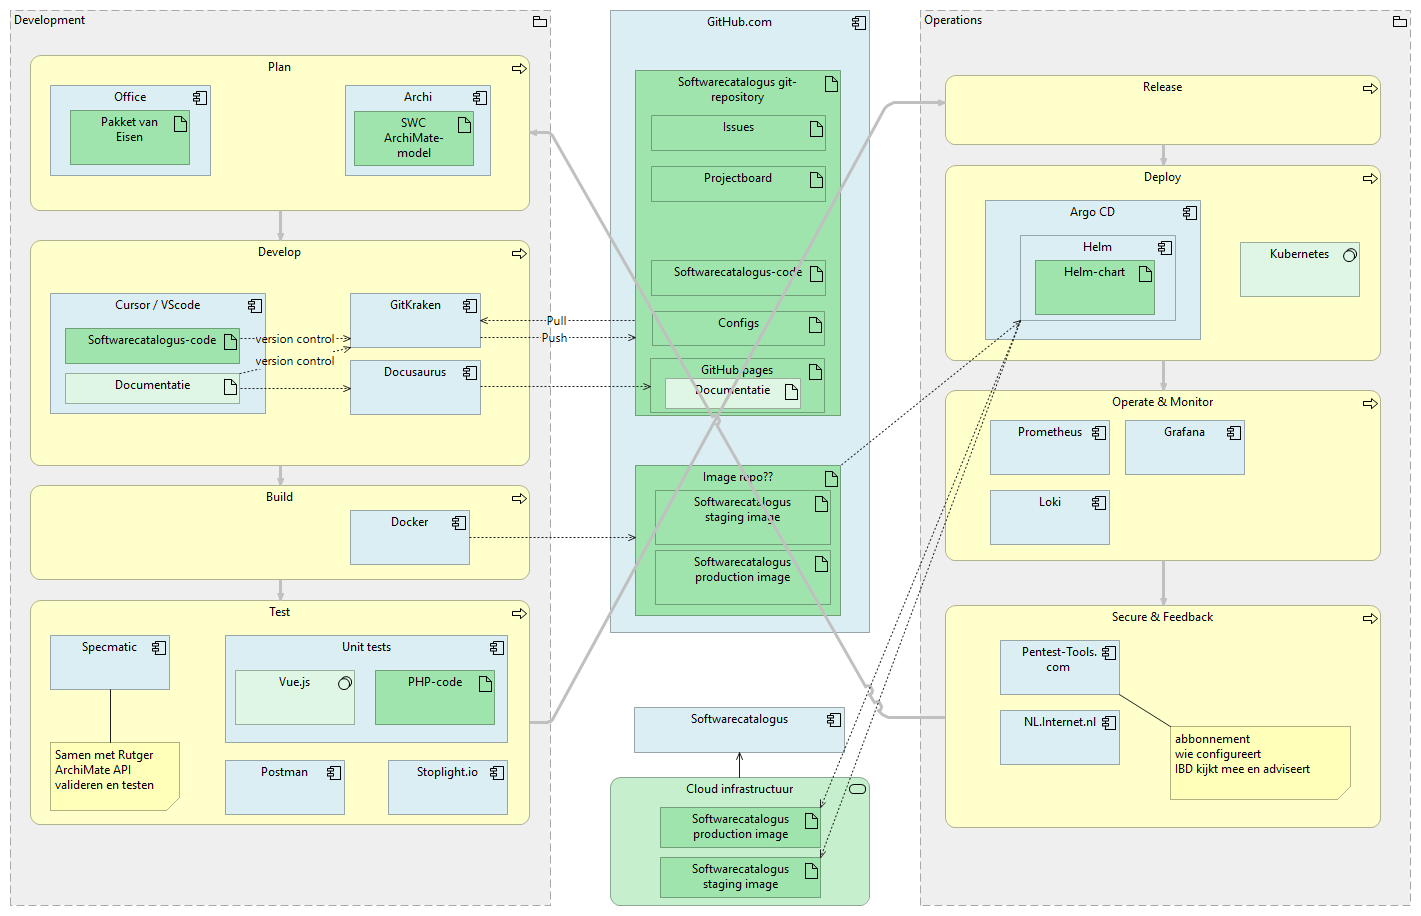 Development
Plan
Office
Pakket van
Eisen
Archi
SWC
ArchiMate-
model
Develop
Cursor / VScode
Softwarecatalogus-code
Documentatie
version control
version control
GitKraken
Docusaurus
Pull
Push
Build
Docker
Test
Specmatic
Samen met Rutger
ArchiMate API
valideren en testen
Unit tests
Vue.js
PHP-code
Postman
Stoplight.io
GitHub.com
Softwarecatalogus git-
repository
Issues
Projectboard
Softwarecatalogus-code
Configs
GitHub pages
Documentatie
Image repo??
Softwarecatalogus
staging image
Softwarecatalogus
production image
Softwarecatalogus
Cloud infrastructuur
Softwarecatalogus
production image
Softwarecatalogus
staging image
Operations
Release
Deploy
Argo CD
Helm
Helm-chart
Kubernetes
Operate & Monitor
Prometheus
Grafana
Loki
Secure & Feedback
Pentest-Tools.
com
NL.Internet.nl
abbonnement
wie configureert
IBD kijkt mee en adviseert